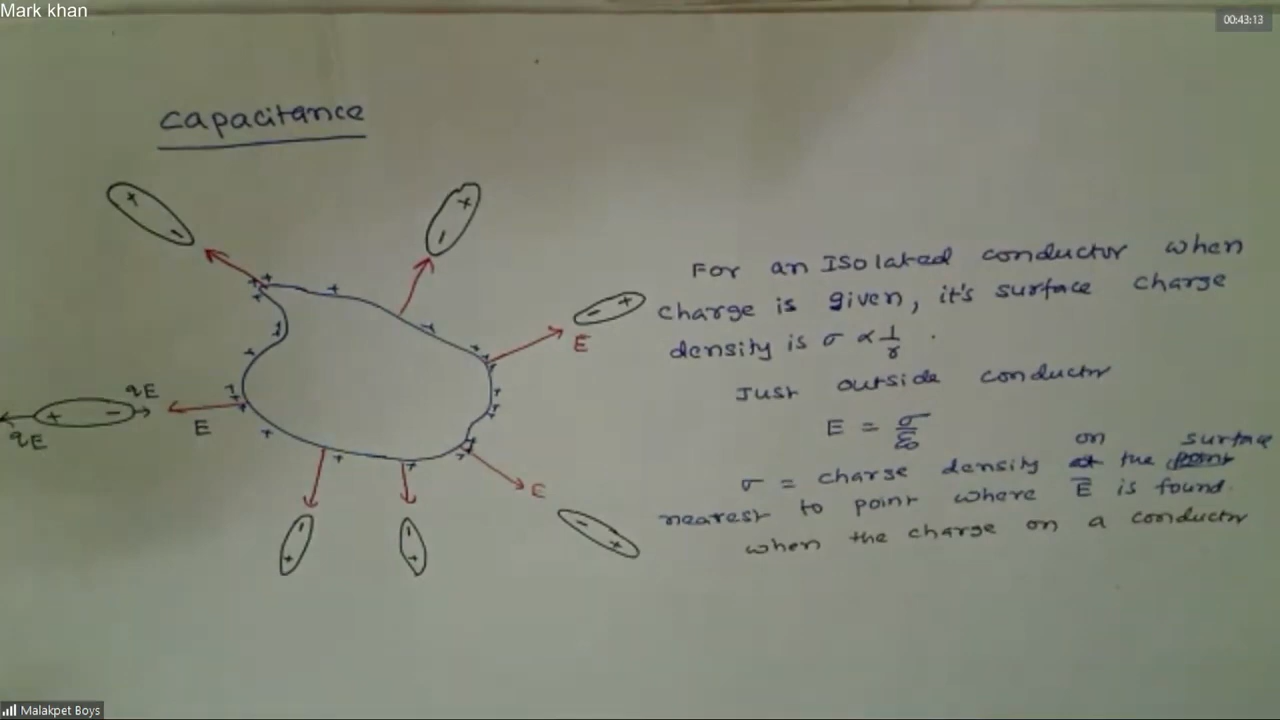 Mark khan
00:43:13
capacitance
For an Isolated conductor when
charge is given, it's surface charge
density is σ ∝ 1/r .
Just outside conductor
E = σ/ε₀
on surface
σ = charge density at the point
nearest to point where E is found.
when the charge on a conductor
+ -
+ -
- +
E
qE
+ -
qE
E
E
- +
- +
- +
Malakpet Boys